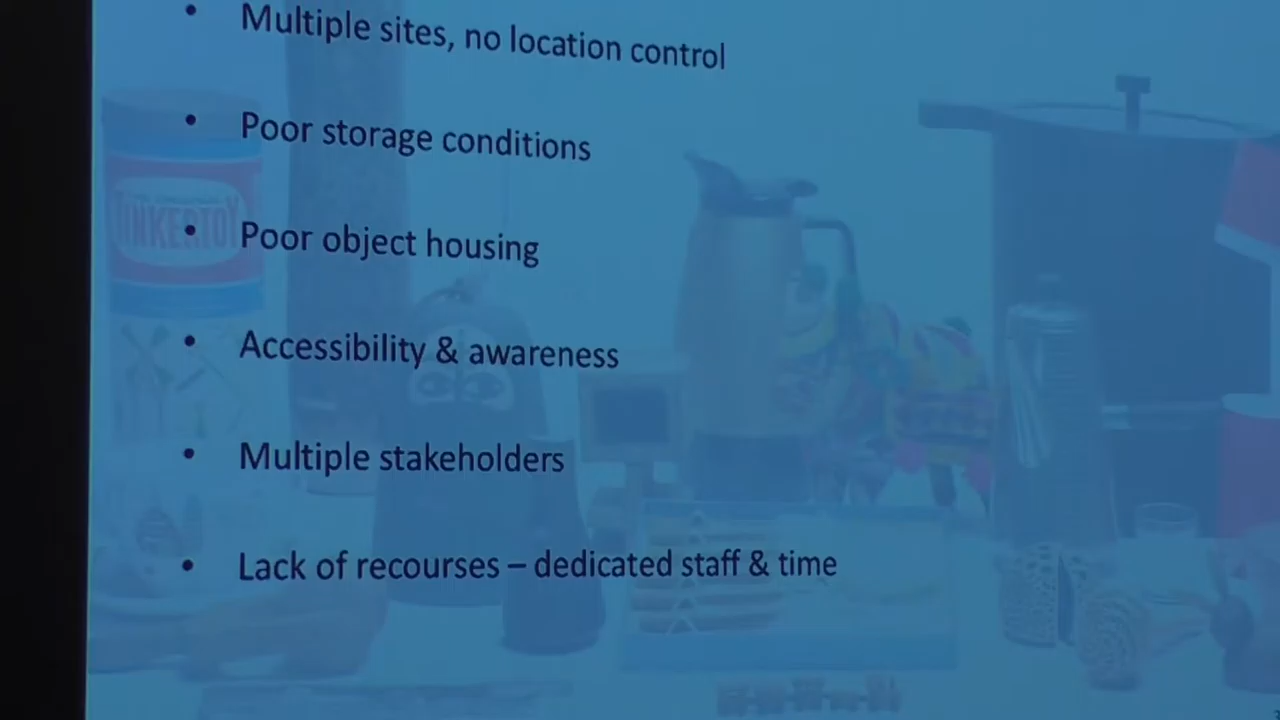 • Multiple sites, no location control
• Poor storage conditions
TINKERTOY
• Poor object housing
• Accessibility & awareness
• Multiple stakeholders
• Lack of recourses – dedicated staff & time